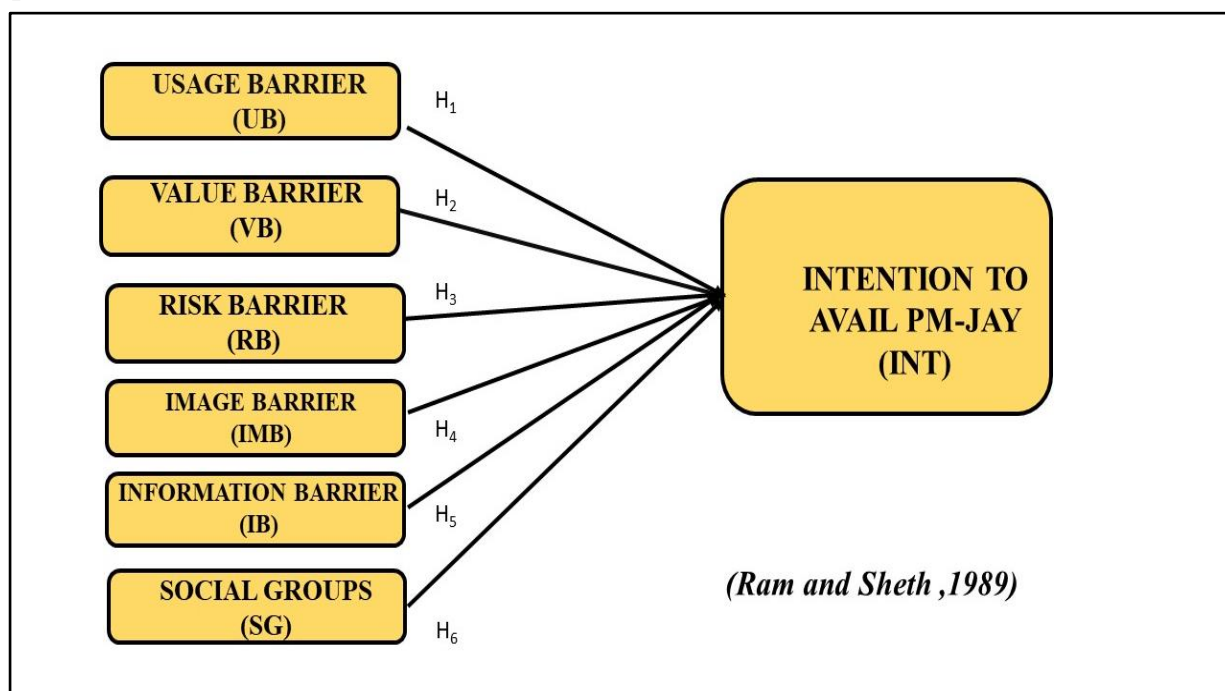 USAGE BARRIER
(UB)
H₁
VALUE BARRIER
(VB)
H₂
RISK BARRIER
(RB)
H₃
IMAGE BARRIER
(IMB)
H₄
INFORMATION BARRIER
(IB)
H₅
SOCIAL GROUPS
(SG)
H₆
INTENTION TO
AVAIL PM-JAY
(INT)
(Ram and Sheth ,1989)